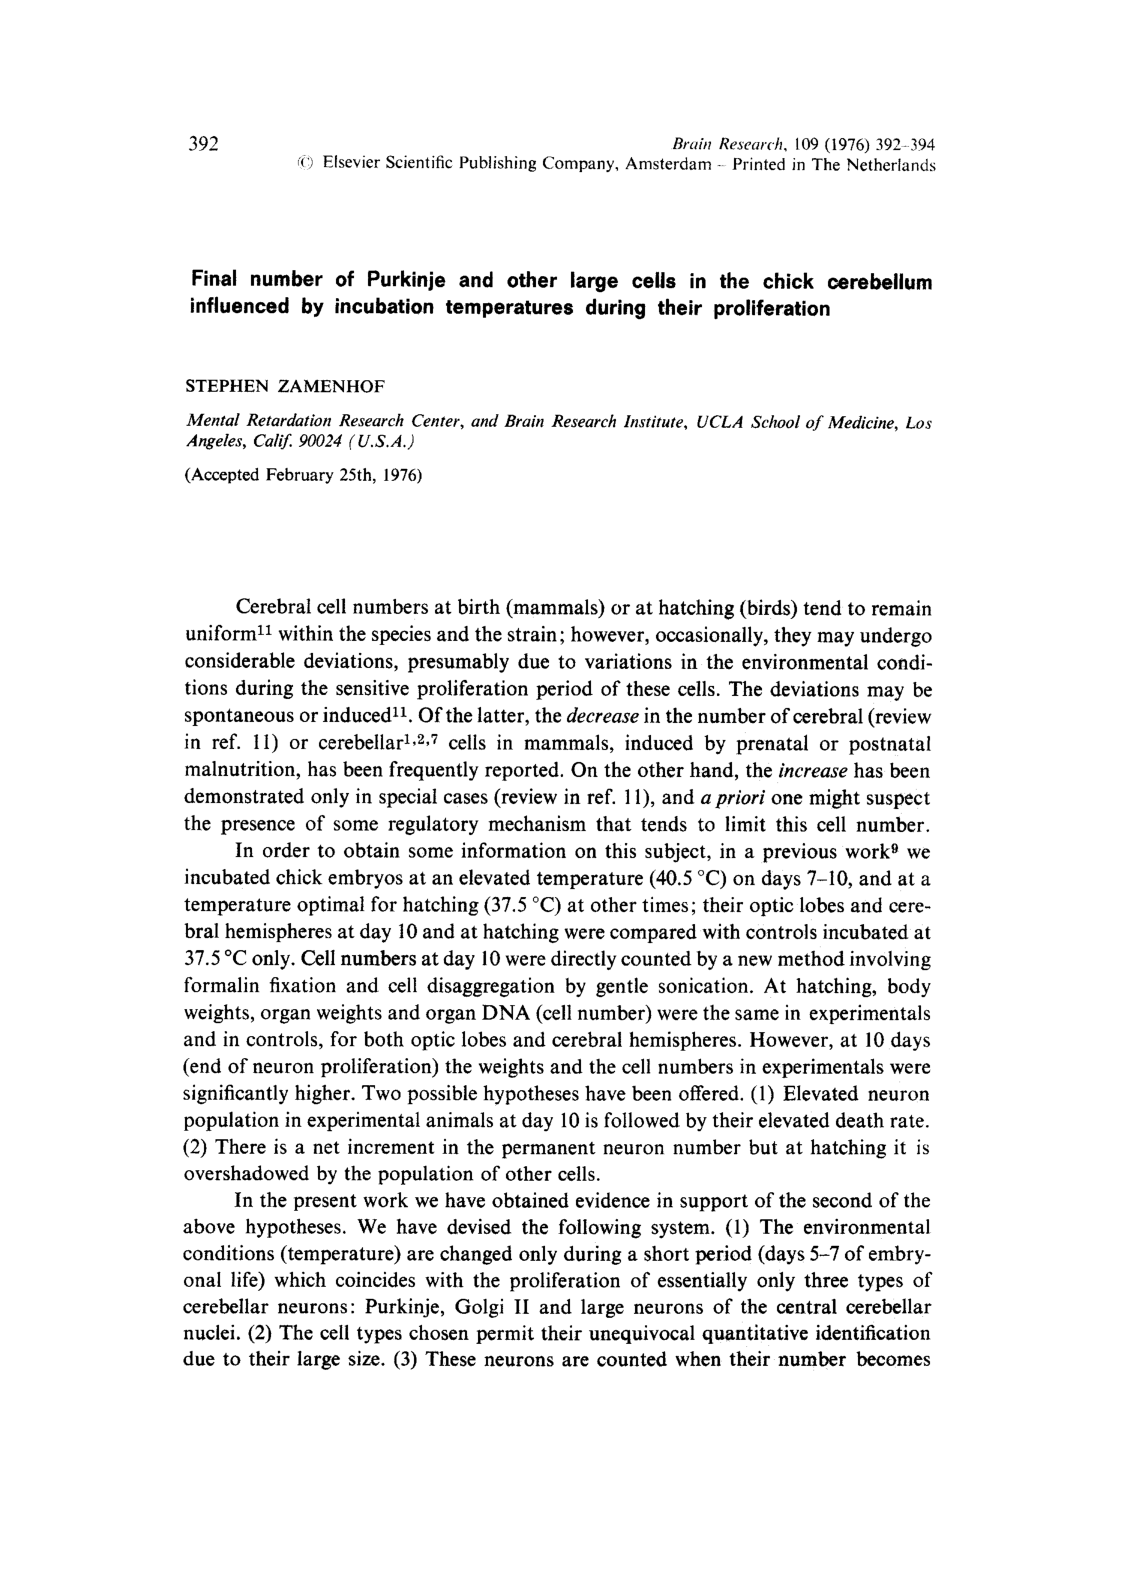 392
Brain Research, 109 (1976) 392–394
© Elsevier Scientific Publishing Company, Amsterdam – Printed in The Netherlands
Final number of Purkinje and other large cells in the chick cerebellum
influenced by incubation temperatures during their proliferation
STEPHEN ZAMENHOF
Mental Retardation Research Center, and Brain Research Institute, UCLA School of Medicine, Los
Angeles, Calif. 90024 (U.S.A.)
(Accepted February 25th, 1976)
Cerebral cell numbers at birth (mammals) or at hatching (birds) tend to remain
uniform¹¹ within the species and the strain; however, occasionally, they may undergo
considerable deviations, presumably due to variations in the environmental condi-
tions during the sensitive proliferation period of these cells. The deviations may be
spontaneous or induced¹¹. Of the latter, the decrease in the number of cerebral (review
in ref. 11) or cerebellar¹,²,⁷ cells in mammals, induced by prenatal or postnatal
malnutrition, has been frequently reported. On the other hand, the increase has been
demonstrated only in special cases (review in ref. 11), and a priori one might suspect
the presence of some regulatory mechanism that tends to limit this cell number.
In order to obtain some information on this subject, in a previous work⁹ we
incubated chick embryos at an elevated temperature (40.5 °C) on days 7–10, and at a
temperature optimal for hatching (37.5 °C) at other times; their optic lobes and cere-
bral hemispheres at day 10 and at hatching were compared with controls incubated at
37.5 °C only. Cell numbers at day 10 were directly counted by a new method involving
formalin fixation and cell disaggregation by gentle sonication. At hatching, body
weights, organ weights and organ DNA (cell number) were the same in experimentals
and in controls, for both optic lobes and cerebral hemispheres. However, at 10 days
(end of neuron proliferation) the weights and the cell numbers in experimentals were
significantly higher. Two possible hypotheses have been offered. (1) Elevated neuron
population in experimental animals at day 10 is followed by their elevated death rate.
(2) There is a net increment in the permanent neuron number but at hatching it is
overshadowed by the population of other cells.
In the present work we have obtained evidence in support of the second of the
above hypotheses. We have devised the following system. (1) The environmental
conditions (temperature) are changed only during a short period (days 5–7 of embry-
onal life) which coincides with the proliferation of essentially only three types of
cerebellar neurons: Purkinje, Golgi II and large neurons of the central cerebellar
nuclei. (2) The cell types chosen permit their unequivocal quantitative identification
due to their large size. (3) These neurons are counted when their number becomes